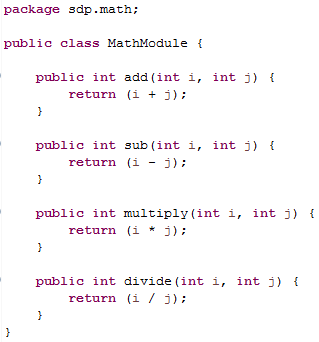 package sdp.math;
public class MathModule {
public int add(int i, int j) {
return (i + j);
}
public int sub(int i, int j) {
return (i - j);
}
public int multiply(int i, int j) {
return (i * j);
}
public int divide(int i, int j) {
return (i / j);
}
}